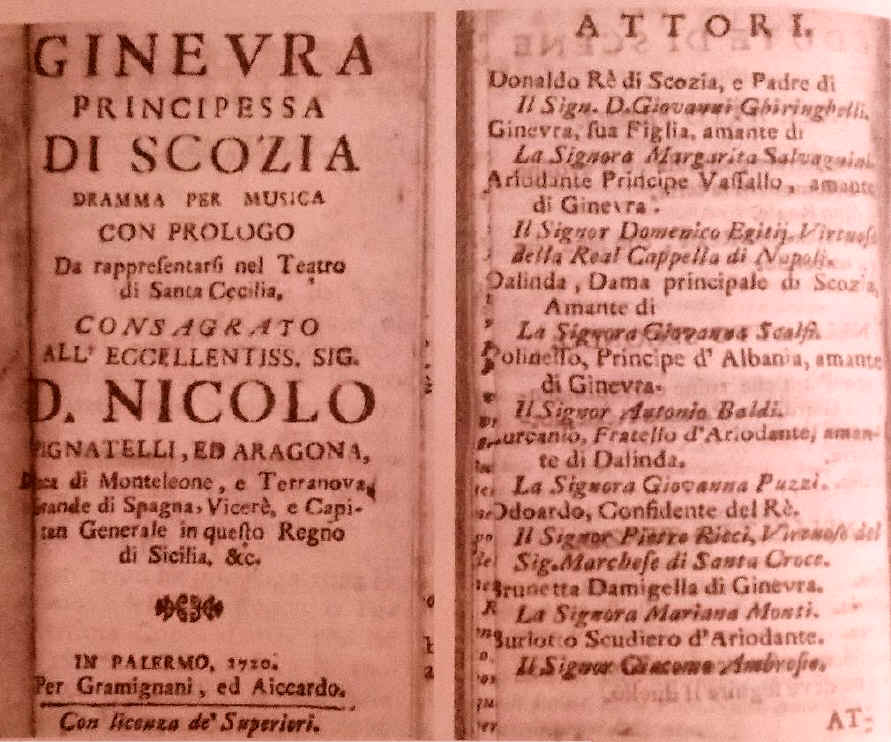 GINEVRA
PRINCIPESSA
DI SCOZIA
DRAMMA PER MUSICA
CON PROLOGO
Da rappresentarsi nel Teatro
di Santa Cecilia,
CONSAGRATO
ALL' ECCELLENTISS. SIG.
D. NICOLO
PIGNATELLI, ED ARAGONA,
Duca di Monteleone, e Terranova,
Grande di Spagna, Vicerè, e Capi-
tan Generale in questo Regno
di Sicilia, &c.
IN PALERMO, 1720.
Per Gramignani, ed Aiccardo.
Con licenza de' Superiori.
ATTORI.
Donaldo Rè di Scozia, e Padre di
Il Sign. D. Giovanni Ghiringhelli.
Ginevra, sua Figlia, amante di
La Signora Margarita
Ariodante Principe Vassallo, amante
di Ginevra.
Il Signor Domenico Egitij. Virtuoso
della Real Cappella di Napoli.
Dalinda, Dama principale di Scozia,
Amante di
La Signora Giovanna Scalfi.
Polinesso, Principe d' Albania, amante
di Ginevra.
Il Signor Antonio Baldi.
Lurcanio, Fratello d'Ariodante, aman-
te di Dalinda.
La Signora Giovanna Puzzi.
Odoardo, Confidente del Rè.
Il Signor Pietro Ricci, Virtuoso del
Sig. Marchese di Santa Croce.
Brunetta Damigella di Ginevra.
La Signora Mariana Monti.
Burlotto Scudiero d'Ariodante.
Il Signor Giacomo Ambrosio.
AT-